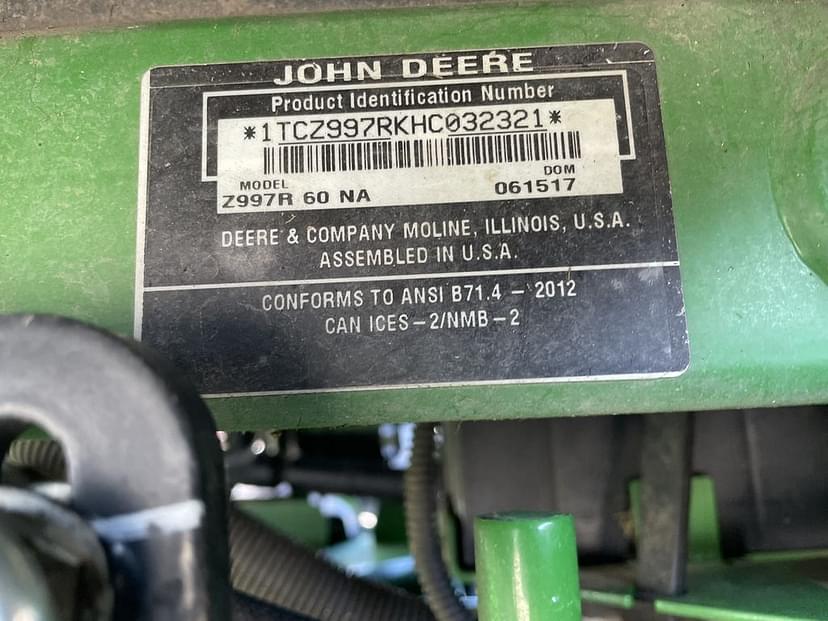 JOHN DEERE
Product Identification Number
*1TCZ997RKHC032321*
MODEL DOM
Z997R 60 NA 061517
DEERE & COMPANY MOLINE, ILLINOIS, U.S.A.
ASSEMBLED IN U.S.A.
CONFORMS TO ANSI B71.4 – 2012
CAN ICES – 2/NMB – 2